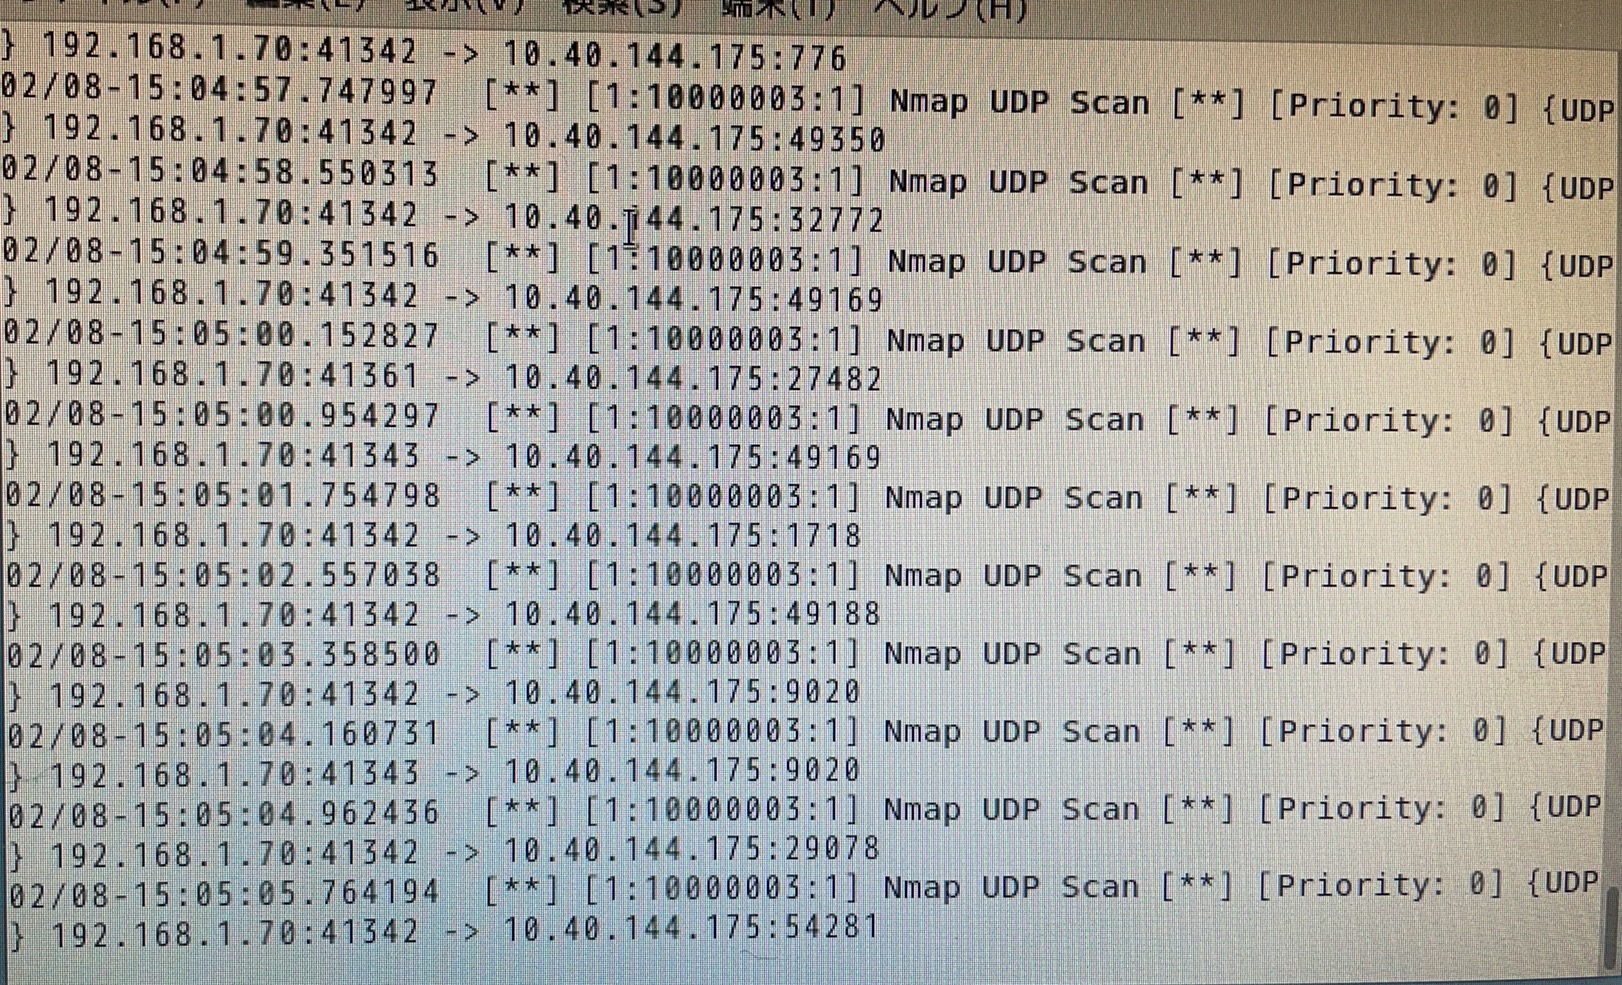 表示(V) 検索(S) 端末(T) ヘルプ(H)
} 192.168.1.70:41342 -> 10.40.144.175:776
02/08-15:04:57.747997 [**] [1:10000003:1] Nmap UDP Scan [**] [Priority: 0] {UDP
} 192.168.1.70:41342 -> 10.40.144.175:49350
02/08-15:04:58.550313 [**] [1:10000003:1] Nmap UDP Scan [**] [Priority: 0] {UDP
} 192.168.1.70:41342 -> 10.40.144.175:32772
02/08-15:04:59.351516 [**] [1:10000003:1] Nmap UDP Scan [**] [Priority: 0] {UDP
} 192.168.1.70:41342 -> 10.40.144.175:49169
02/08-15:05:00.152827 [**] [1:10000003:1] Nmap UDP Scan [**] [Priority: 0] {UDP
} 192.168.1.70:41361 -> 10.40.144.175:27482
02/08-15:05:00.954297 [**] [1:10000003:1] Nmap UDP Scan [**] [Priority: 0] {UDP
} 192.168.1.70:41343 -> 10.40.144.175:49169
02/08-15:05:01.754798 [**] [1:10000003:1] Nmap UDP Scan [**] [Priority: 0] {UDP
} 192.168.1.70:41342 -> 10.40.144.175:1718
02/08-15:05:02.557038 [**] [1:10000003:1] Nmap UDP Scan [**] [Priority: 0] {UDP
} 192.168.1.70:41342 -> 10.40.144.175:49188
02/08-15:05:03.358500 [**] [1:10000003:1] Nmap UDP Scan [**] [Priority: 0] {UDP
} 192.168.1.70:41342 -> 10.40.144.175:9020
02/08-15:05:04.160731 [**] [1:10000003:1] Nmap UDP Scan [**] [Priority: 0] {UDP
} 192.168.1.70:41343 -> 10.40.144.175:9020
02/08-15:05:04.962436 [**] [1:10000003:1] Nmap UDP Scan [**] [Priority: 0] {UDP
} 192.168.1.70:41342 -> 10.40.144.175:29078
02/08-15:05:05.764194 [**] [1:10000003:1] Nmap UDP Scan [**] [Priority: 0] {UDP
} 192.168.1.70:41342 -> 10.40.144.175:54281